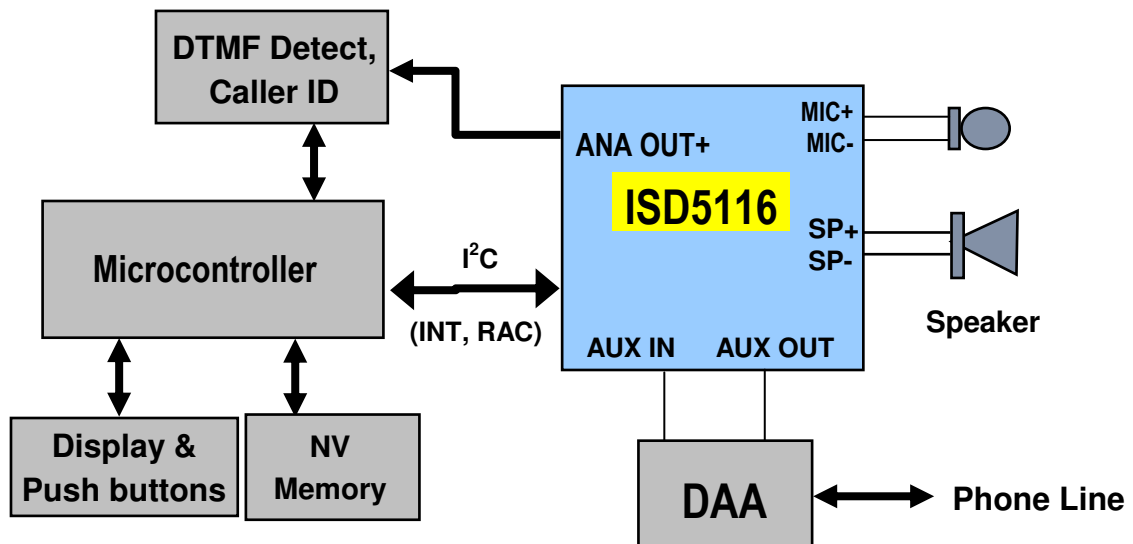 DTMF Detect,
Caller ID
MIC+
MIC-
ANA OUT+
ISD5116
SP+
SP-
Microcontroller
I²C
(INT, RAC)
Speaker
AUX IN
AUX OUT
Display &
Push buttons
NV
Memory
DAA
Phone Line